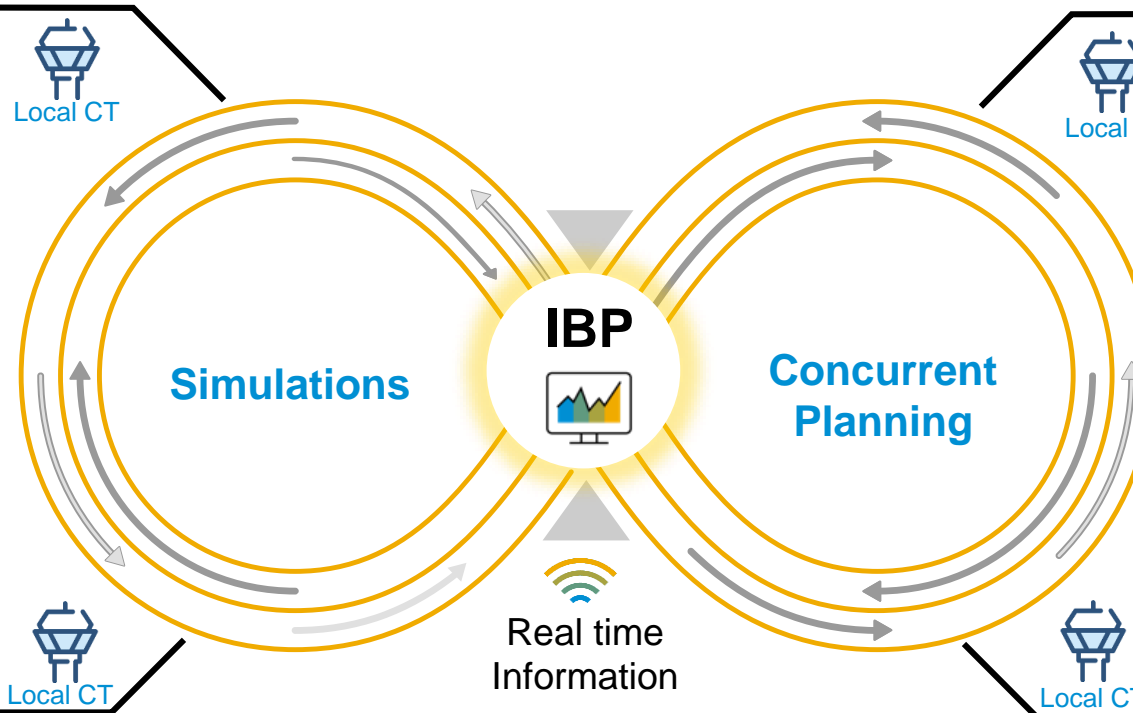 Local CT
Local
IBP
Simulations
Concurrent
Planning
Real time
Information
Local CT
Local CT